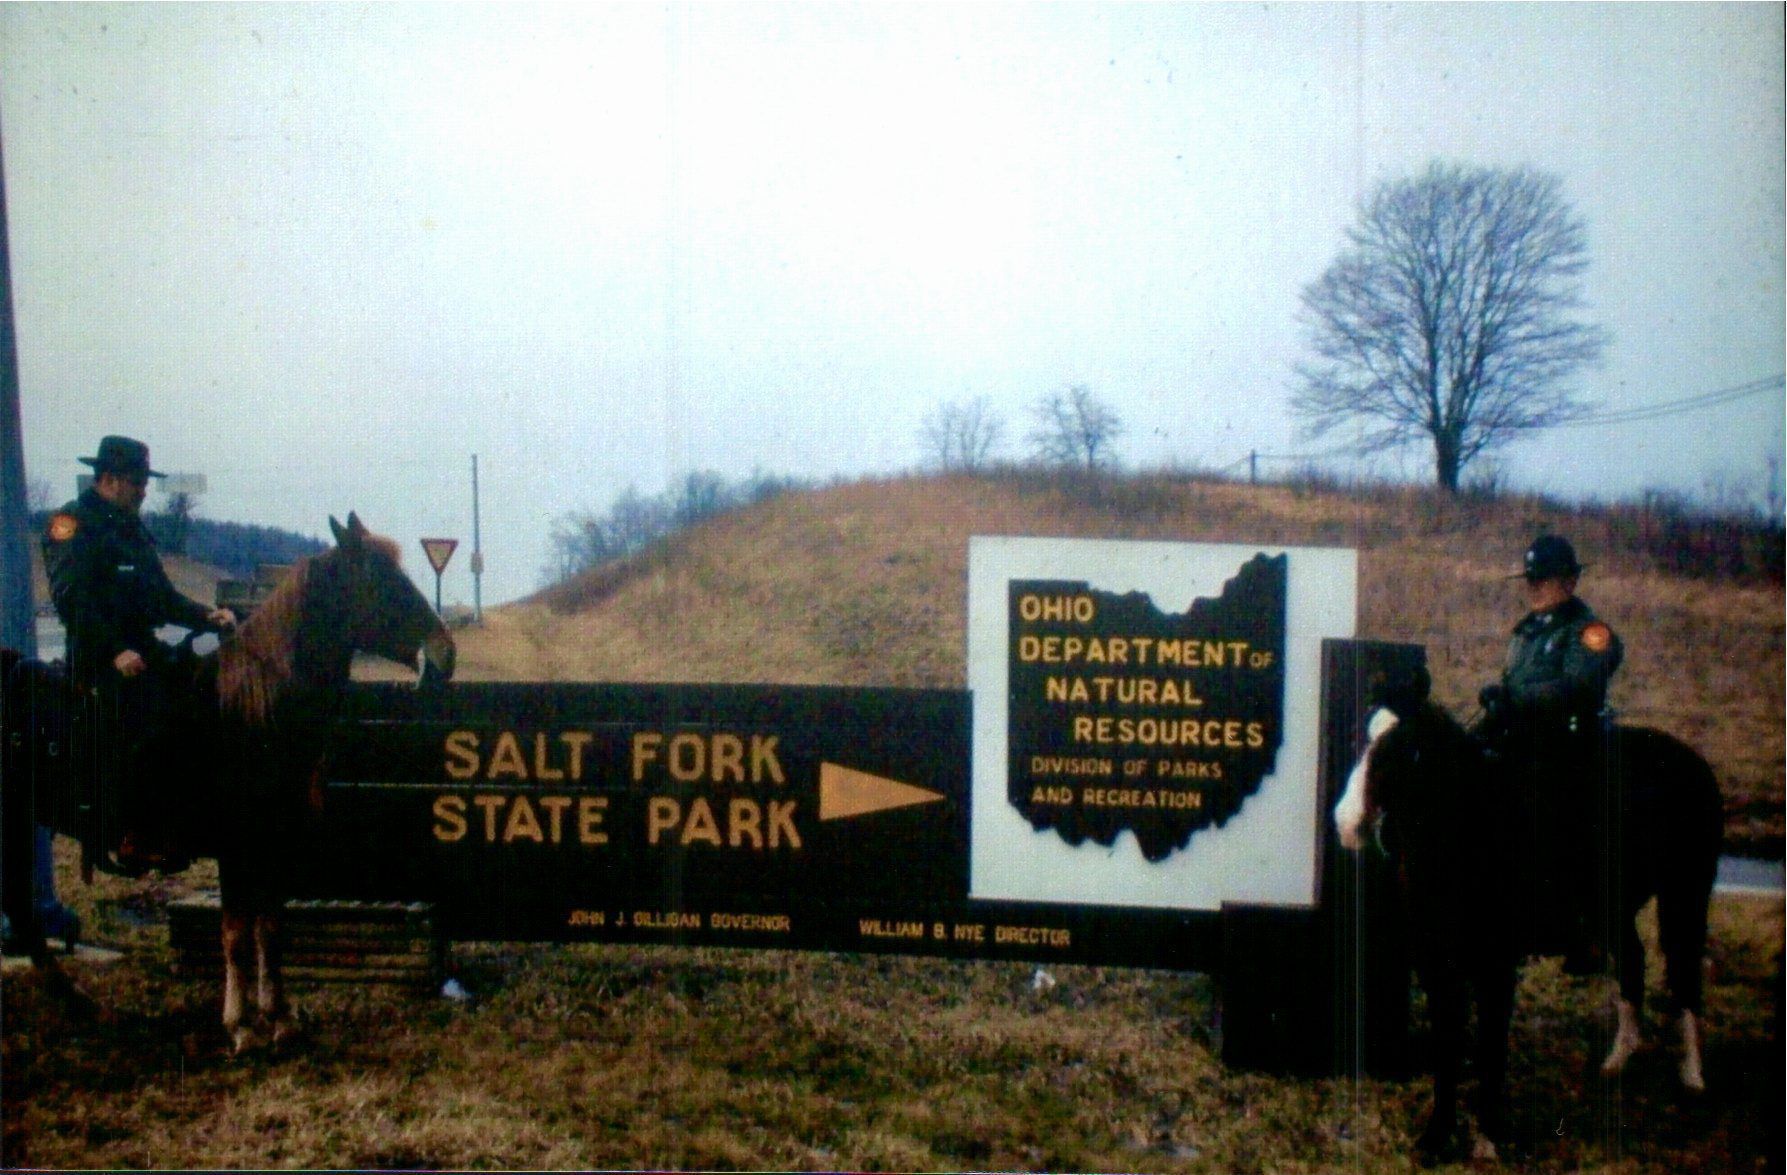 SALT FORK
STATE PARK
OHIO
DEPARTMENT OF
NATURAL
RESOURCES
DIVISION OF PARKS
AND RECREATION
JOHN J. GILLIGAN GOVERNOR
WILLIAM B. NYE DIRECTOR